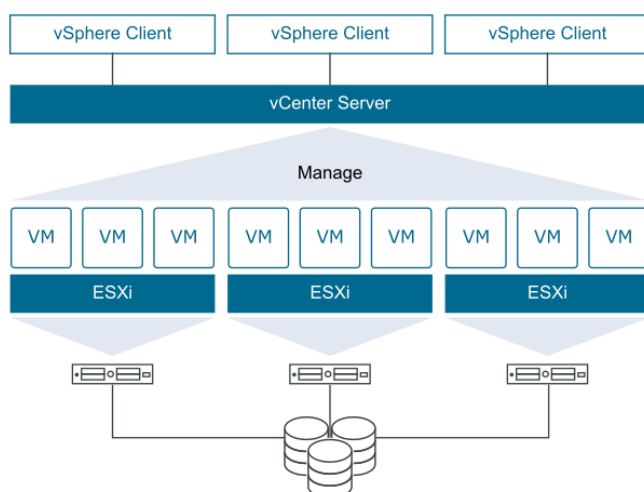 vSphere Client
vSphere Client
vSphere Client
vCenter Server
Manage
VM
VM
VM
VM
VM
VM
VM
VM
VM
ESXi
ESXi
ESXi